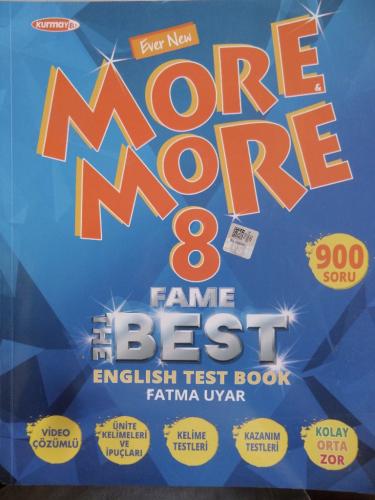 kurmay ELT
Ever New
MORE
&
MORE
8
900
SORU
FAME
THE BEST
ENGLISH TEST BOOK
FATMA UYAR
VİDEO
ÇÖZÜMLÜ
ÜNİTE
KELİMELERİ
VE
İPUÇLARI
KELİME
TESTLERİ
KAZANIM
TESTLERİ
KOLAY
ORTA
ZOR